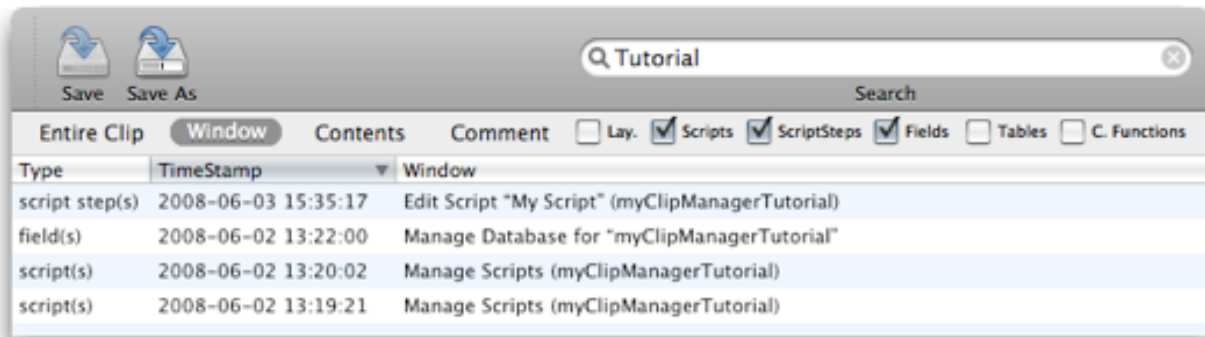 Tutorial
Save Save As Search
Entire Clip Window Contents Comment Lay. Scripts ScriptSteps Fields Tables C. Functions
Type TimeStamp Window
script step(s) 2008-06-03 15:35:17 Edit Script “My Script” (myClipManagerTutorial)
field(s) 2008-06-02 13:22:00 Manage Database for “myClipManagerTutorial”
script(s) 2008-06-02 13:20:02 Manage Scripts (myClipManagerTutorial)
script(s) 2008-06-02 13:19:21 Manage Scripts (myClipManagerTutorial)